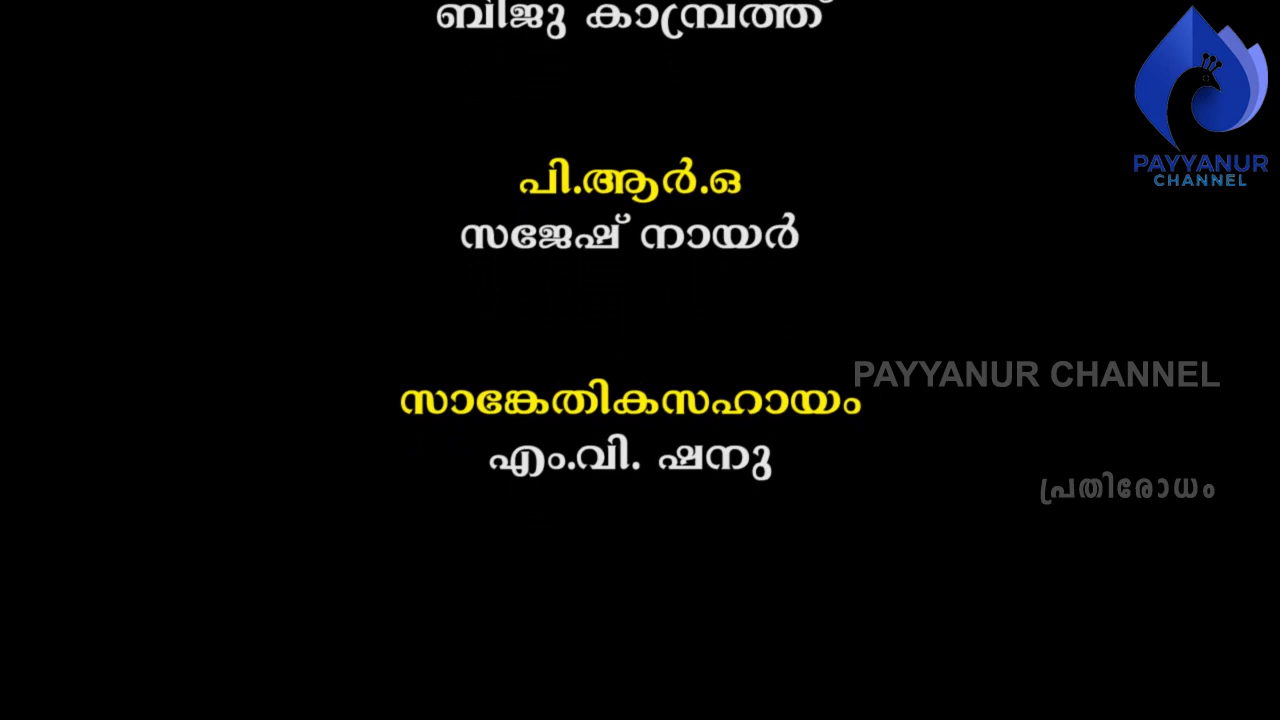 ബിജു കാമ്പ്രത്ത്
PAYYANUR
CHANNEL
പി.ആർ.ഒ
സജേഷ് നായർ
PAYYANUR CHANNEL
സാങ്കേതികസഹായം
എം.വി. ഷനു
പ്രതിരോധം